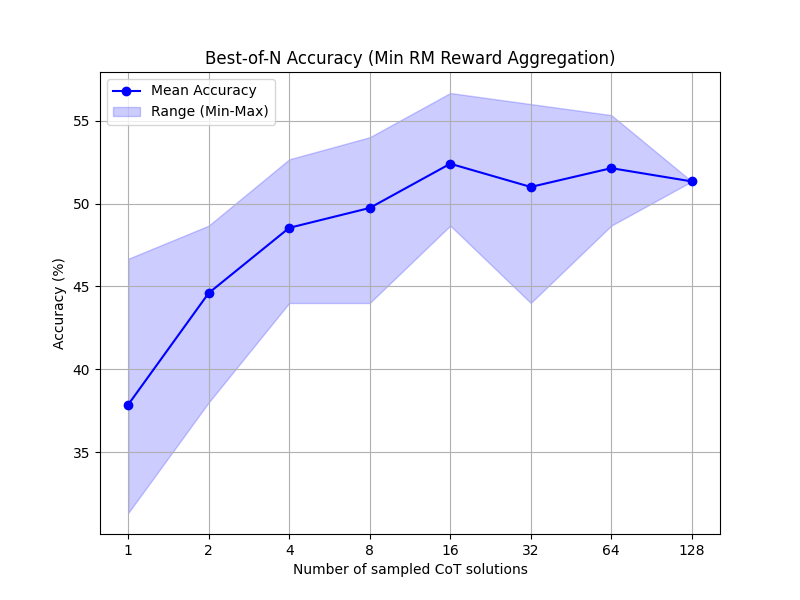 Best-of-N Accuracy (Min RM Reward Aggregation)
Mean Accuracy
Range (Min-Max)
Accuracy (%)
55
50
45
40
35
1 2 4 8 16 32 64 128
Number of sampled CoT solutions